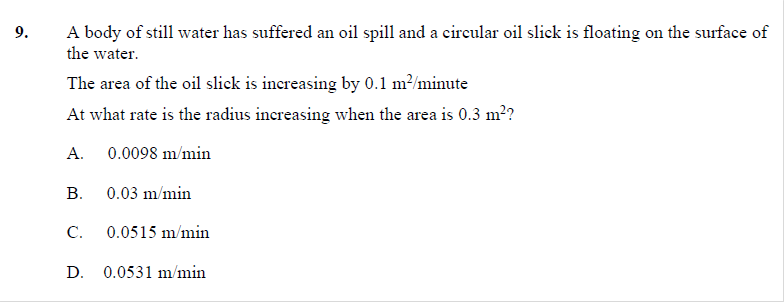 9. A body of still water has suffered an oil spill and a circular oil slick is floating on the surface of
the water.
The area of the oil slick is increasing by 0.1 m²/minute
At what rate is the radius increasing when the area is 0.3 m²?
A. 0.0098 m/min
B. 0.03 m/min
C. 0.0515 m/min
D. 0.0531 m/min